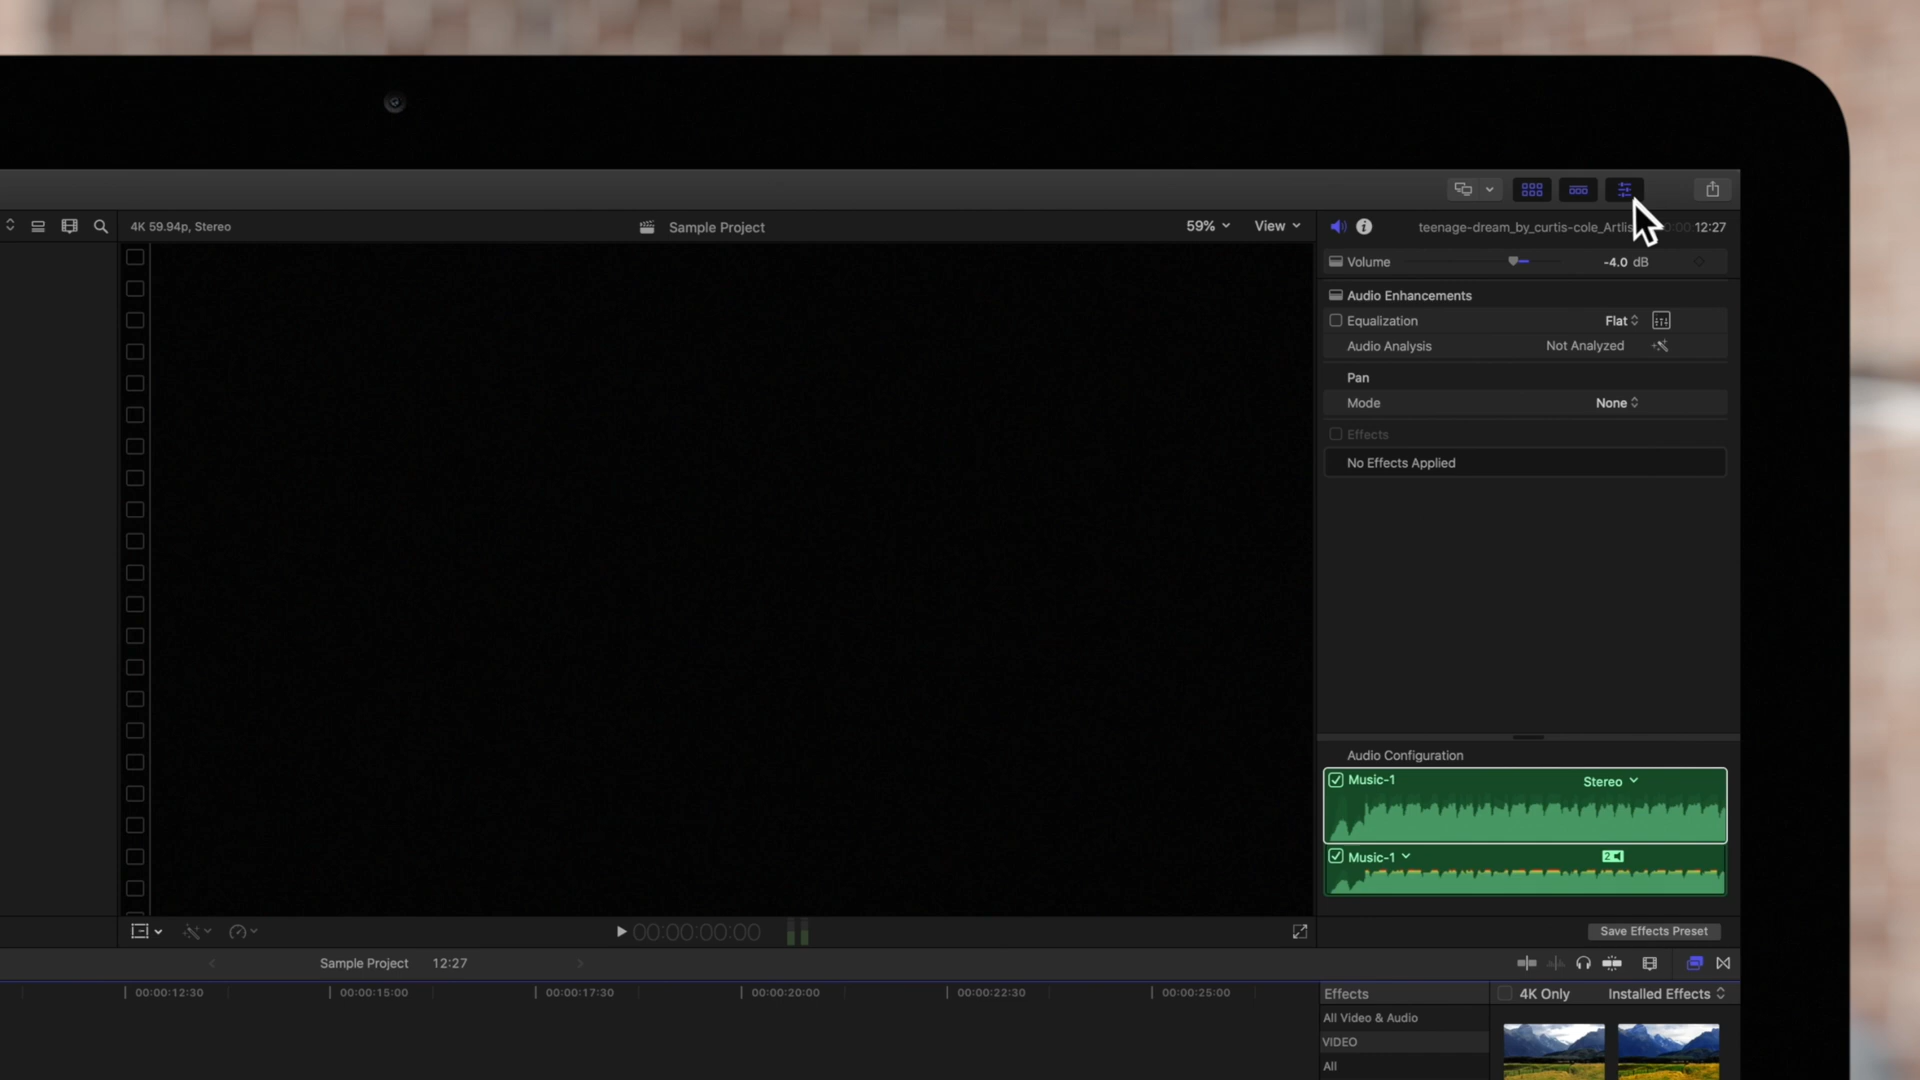 4K 59.94p, Stereo
Sample Project
59%
View
teenage-dream_by_curtis-cole_Artlis
12:27
Volume
-4.0 dB
Audio Enhancements
Equalization
Flat
Audio Analysis
Not Analyzed
Pan
Mode
None
Effects
No Effects Applied
Audio Configuration
Music-1
Stereo
Music-1
2
00:00:00:00
Save Effects Preset
Sample Project
12:27
00:00:12:30
00:00:15:00
00:00:17:30
00:00:20:00
00:00:22:30
00:00:25:00
Effects
4K Only
Installed Effects
All Video & Audio
VIDEO
All